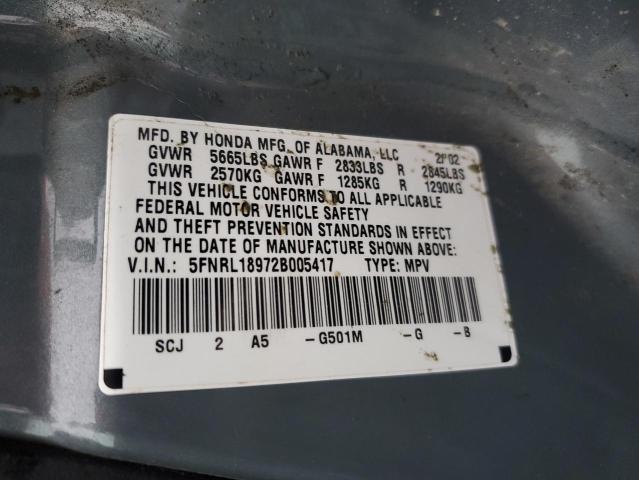 MFD. BY HONDA MFG. OF ALABAMA, LLC 2/02
GVWR 5665LBS GAWR F 2833LBS R 2845LBS
GVWR 2570KG GAWR F 1285KG R 1290KG
THIS VEHICLE CONFORMS TO ALL APPLICABLE
FEDERAL MOTOR VEHICLE SAFETY
AND THEFT PREVENTION STANDARDS IN EFFECT
ON THE DATE OF MANUFACTURE SHOWN ABOVE:
V.I.N.: 5FNRL18972B005417 TYPE: MPV
SCJ 2 A5 -G501M -G -B